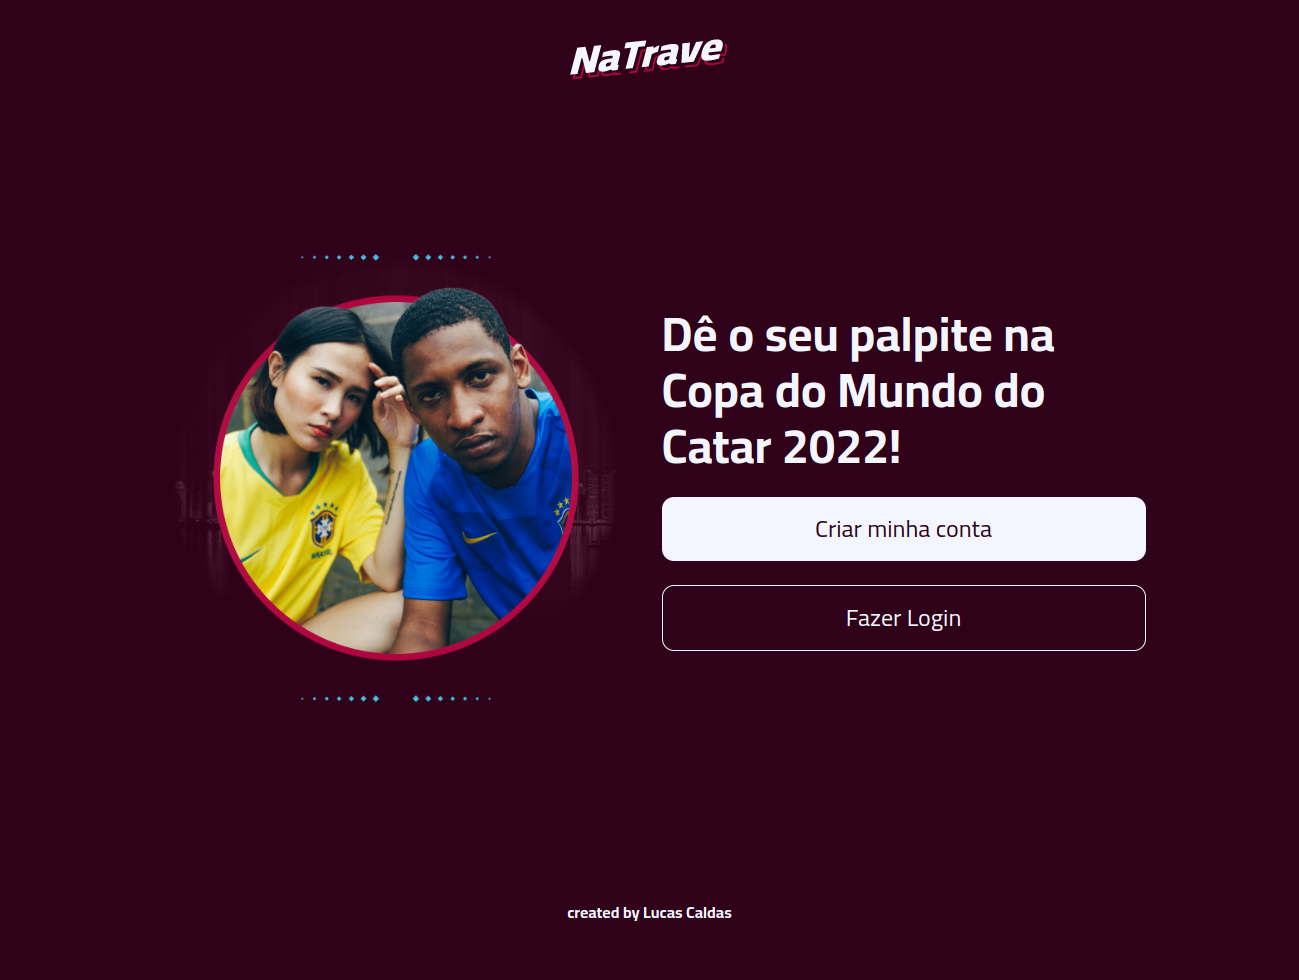 NaTrave
Dê o seu palpite na
Copa do Mundo do
Catar 2022!
BRASIL
Criar minha conta
Fazer Login
created by Lucas Caldas